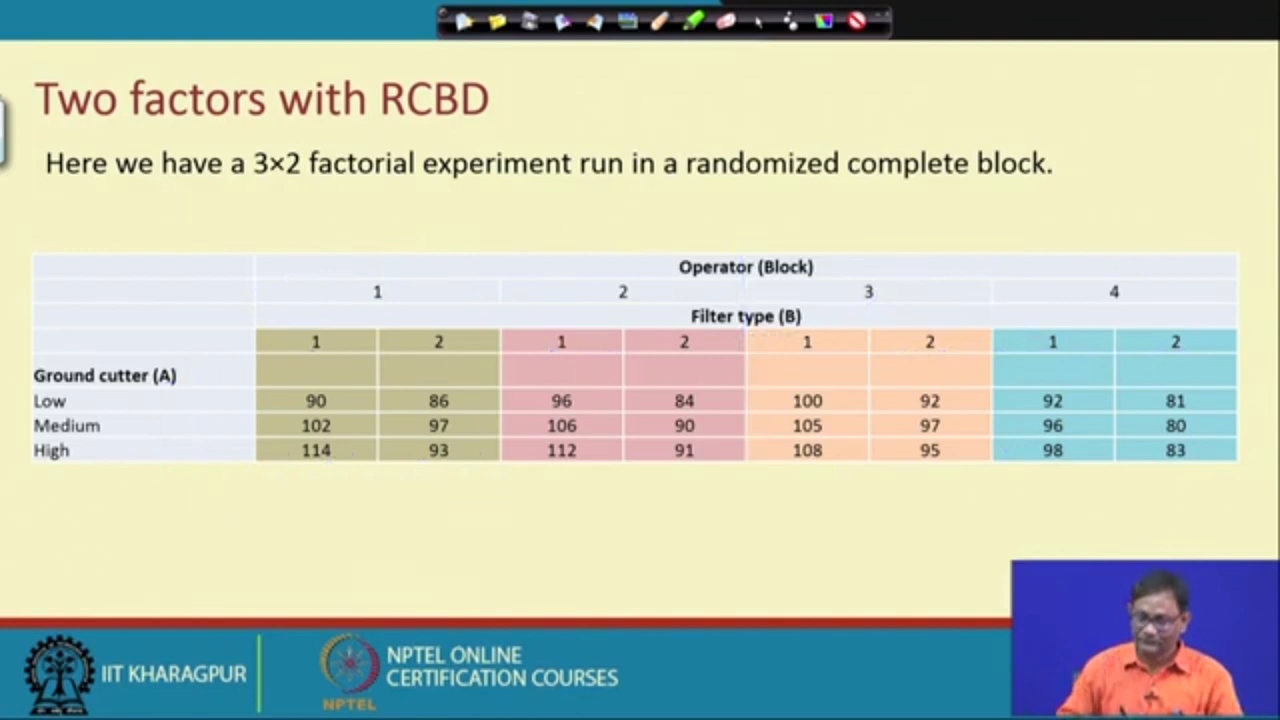 Two factors with RCBD
Here we have a 3×2 factorial experiment run in a randomized complete block.
Operator (Block)
1 2 3 4
Filter type (B)
1 2 1 2 1 2 1 2
Ground cutter (A)
Low 90 86 96 84 100 92 92 81
Medium 102 97 106 90 105 97 96 80
High 114 93 112 91 108 95 98 83
IIT KHARAGPUR
NPTEL
NPTEL ONLINE
CERTIFICATION COURSES